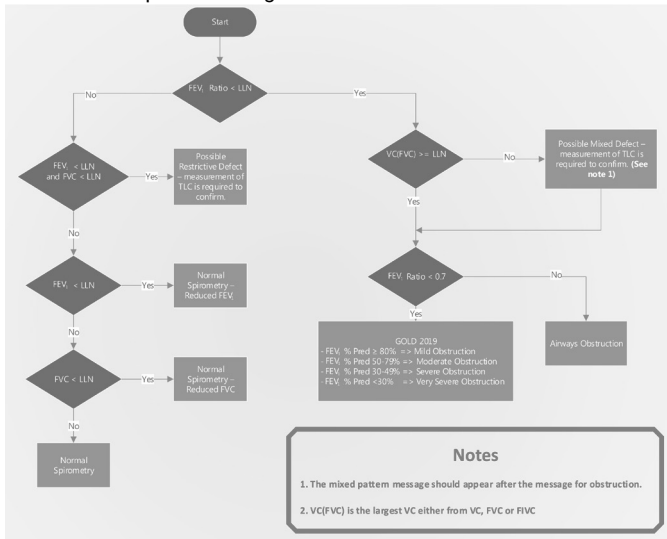 Start
FEV₁ Ratio < LLN
No
Yes
FEV₁ < LLN
and FVC < LLN
Yes
Possible
Restrictive Defect
– measurement of
TLC is required to
confirm.
VC(FVC) >= LLN
No
Possible Mixed Defect –
measurement of TLC is
required to confirm. (See
note 1)
No
Yes
FEV₁ < LLN
Yes
Normal
Spirometry –
Reduced FEV₁
FEV₁ Ratio < 0.7
No
No
Yes
FVC < LLN
Yes
Normal
Spirometry –
Reduced FVC
GOLD 2019
- FEV₁ % Pred ≥ 80% => Mild Obstruction
- FEV₁ % Pred 50-79% => Moderate Obstruction
- FEV₁ % Pred 30-49% => Severe Obstruction
- FEV₁ % Pred <30% => Very Severe Obstruction
Airways Obstruction
No
Normal
Spirometry
Notes
1. The mixed pattern message should appear after the message for obstruction.
2. VC(FVC) is the largest VC either from VC, FVC or FIVC